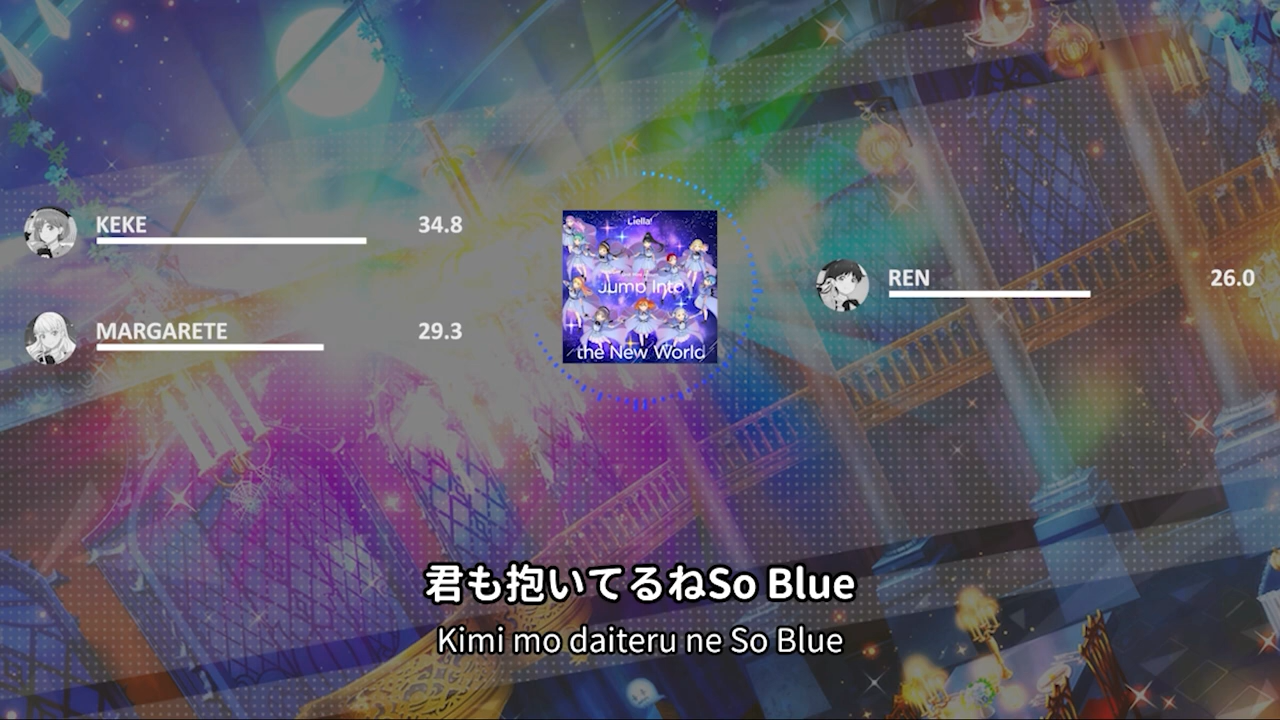 KEKE 34.8
MARGARETE 29.3
Liella!
Jump Into
the New World
REN 26.0
君も抱いてるねSo Blue
Kimi mo daiteru ne So Blue